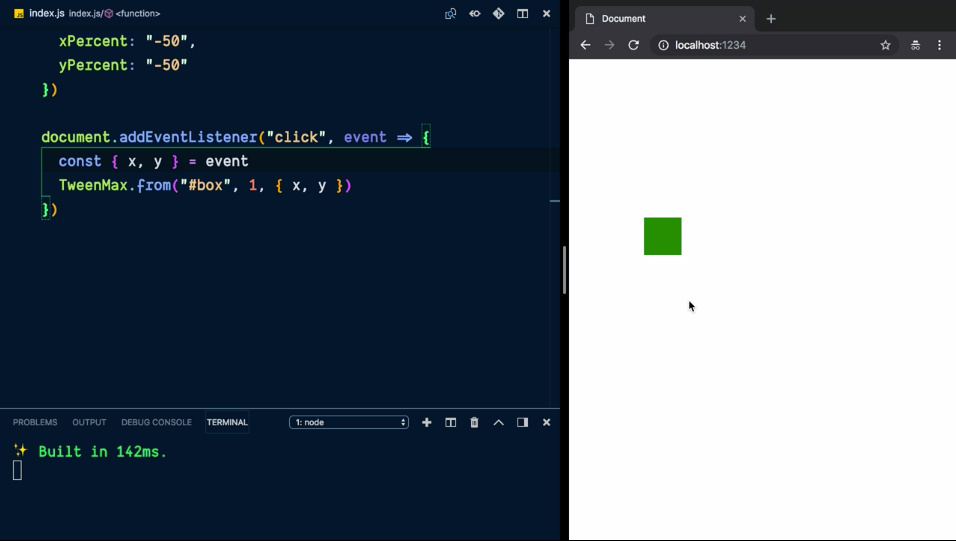 index.js index.js/<function>
xPercent: "-50",
yPercent: "-50"
})
document.addEventListener("click", event => {
const { x, y } = event
TweenMax.from("#box", 1, { x, y })
})
PROBLEMS OUTPUT DEBUG CONSOLE TERMINAL 1: node
✨ Built in 142ms.
Document
localhost:1234